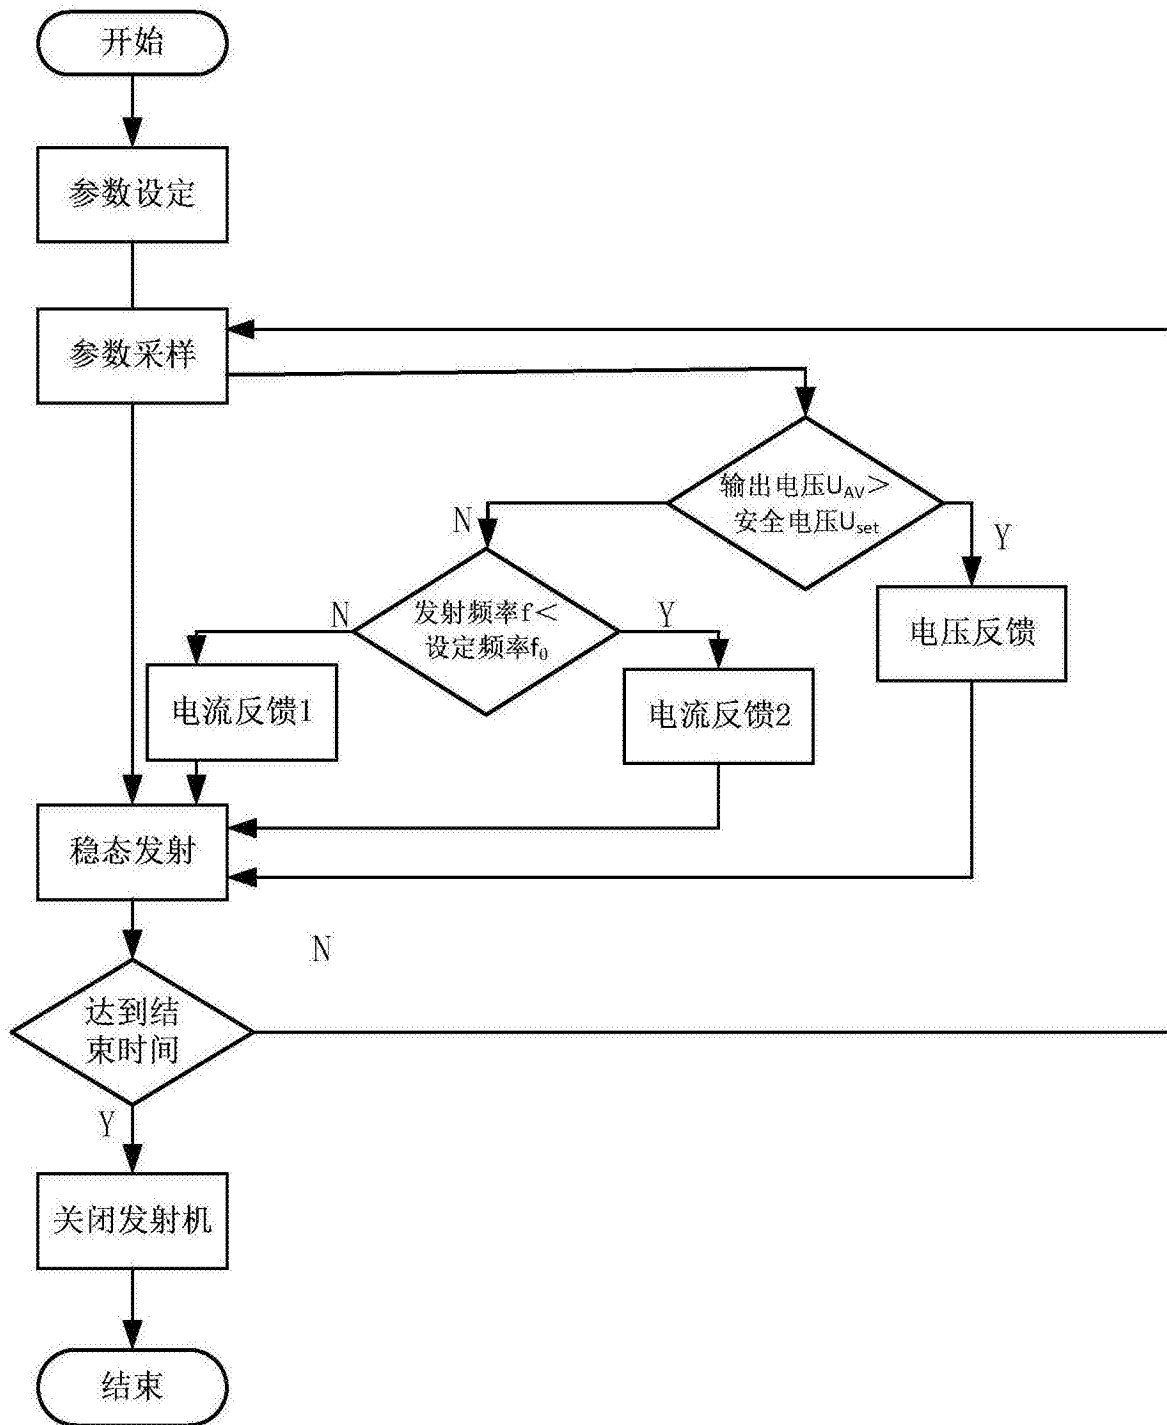 开始
参数设定
参数采样
输出电压U_AV＞
安全电压U_set
N
Y
发射频率f＜
设定频率f₀
N
Y
电压反馈
电流反馈1
电流反馈2
稳态发射
N
达到结
束时间
Y
关闭发射机
结束